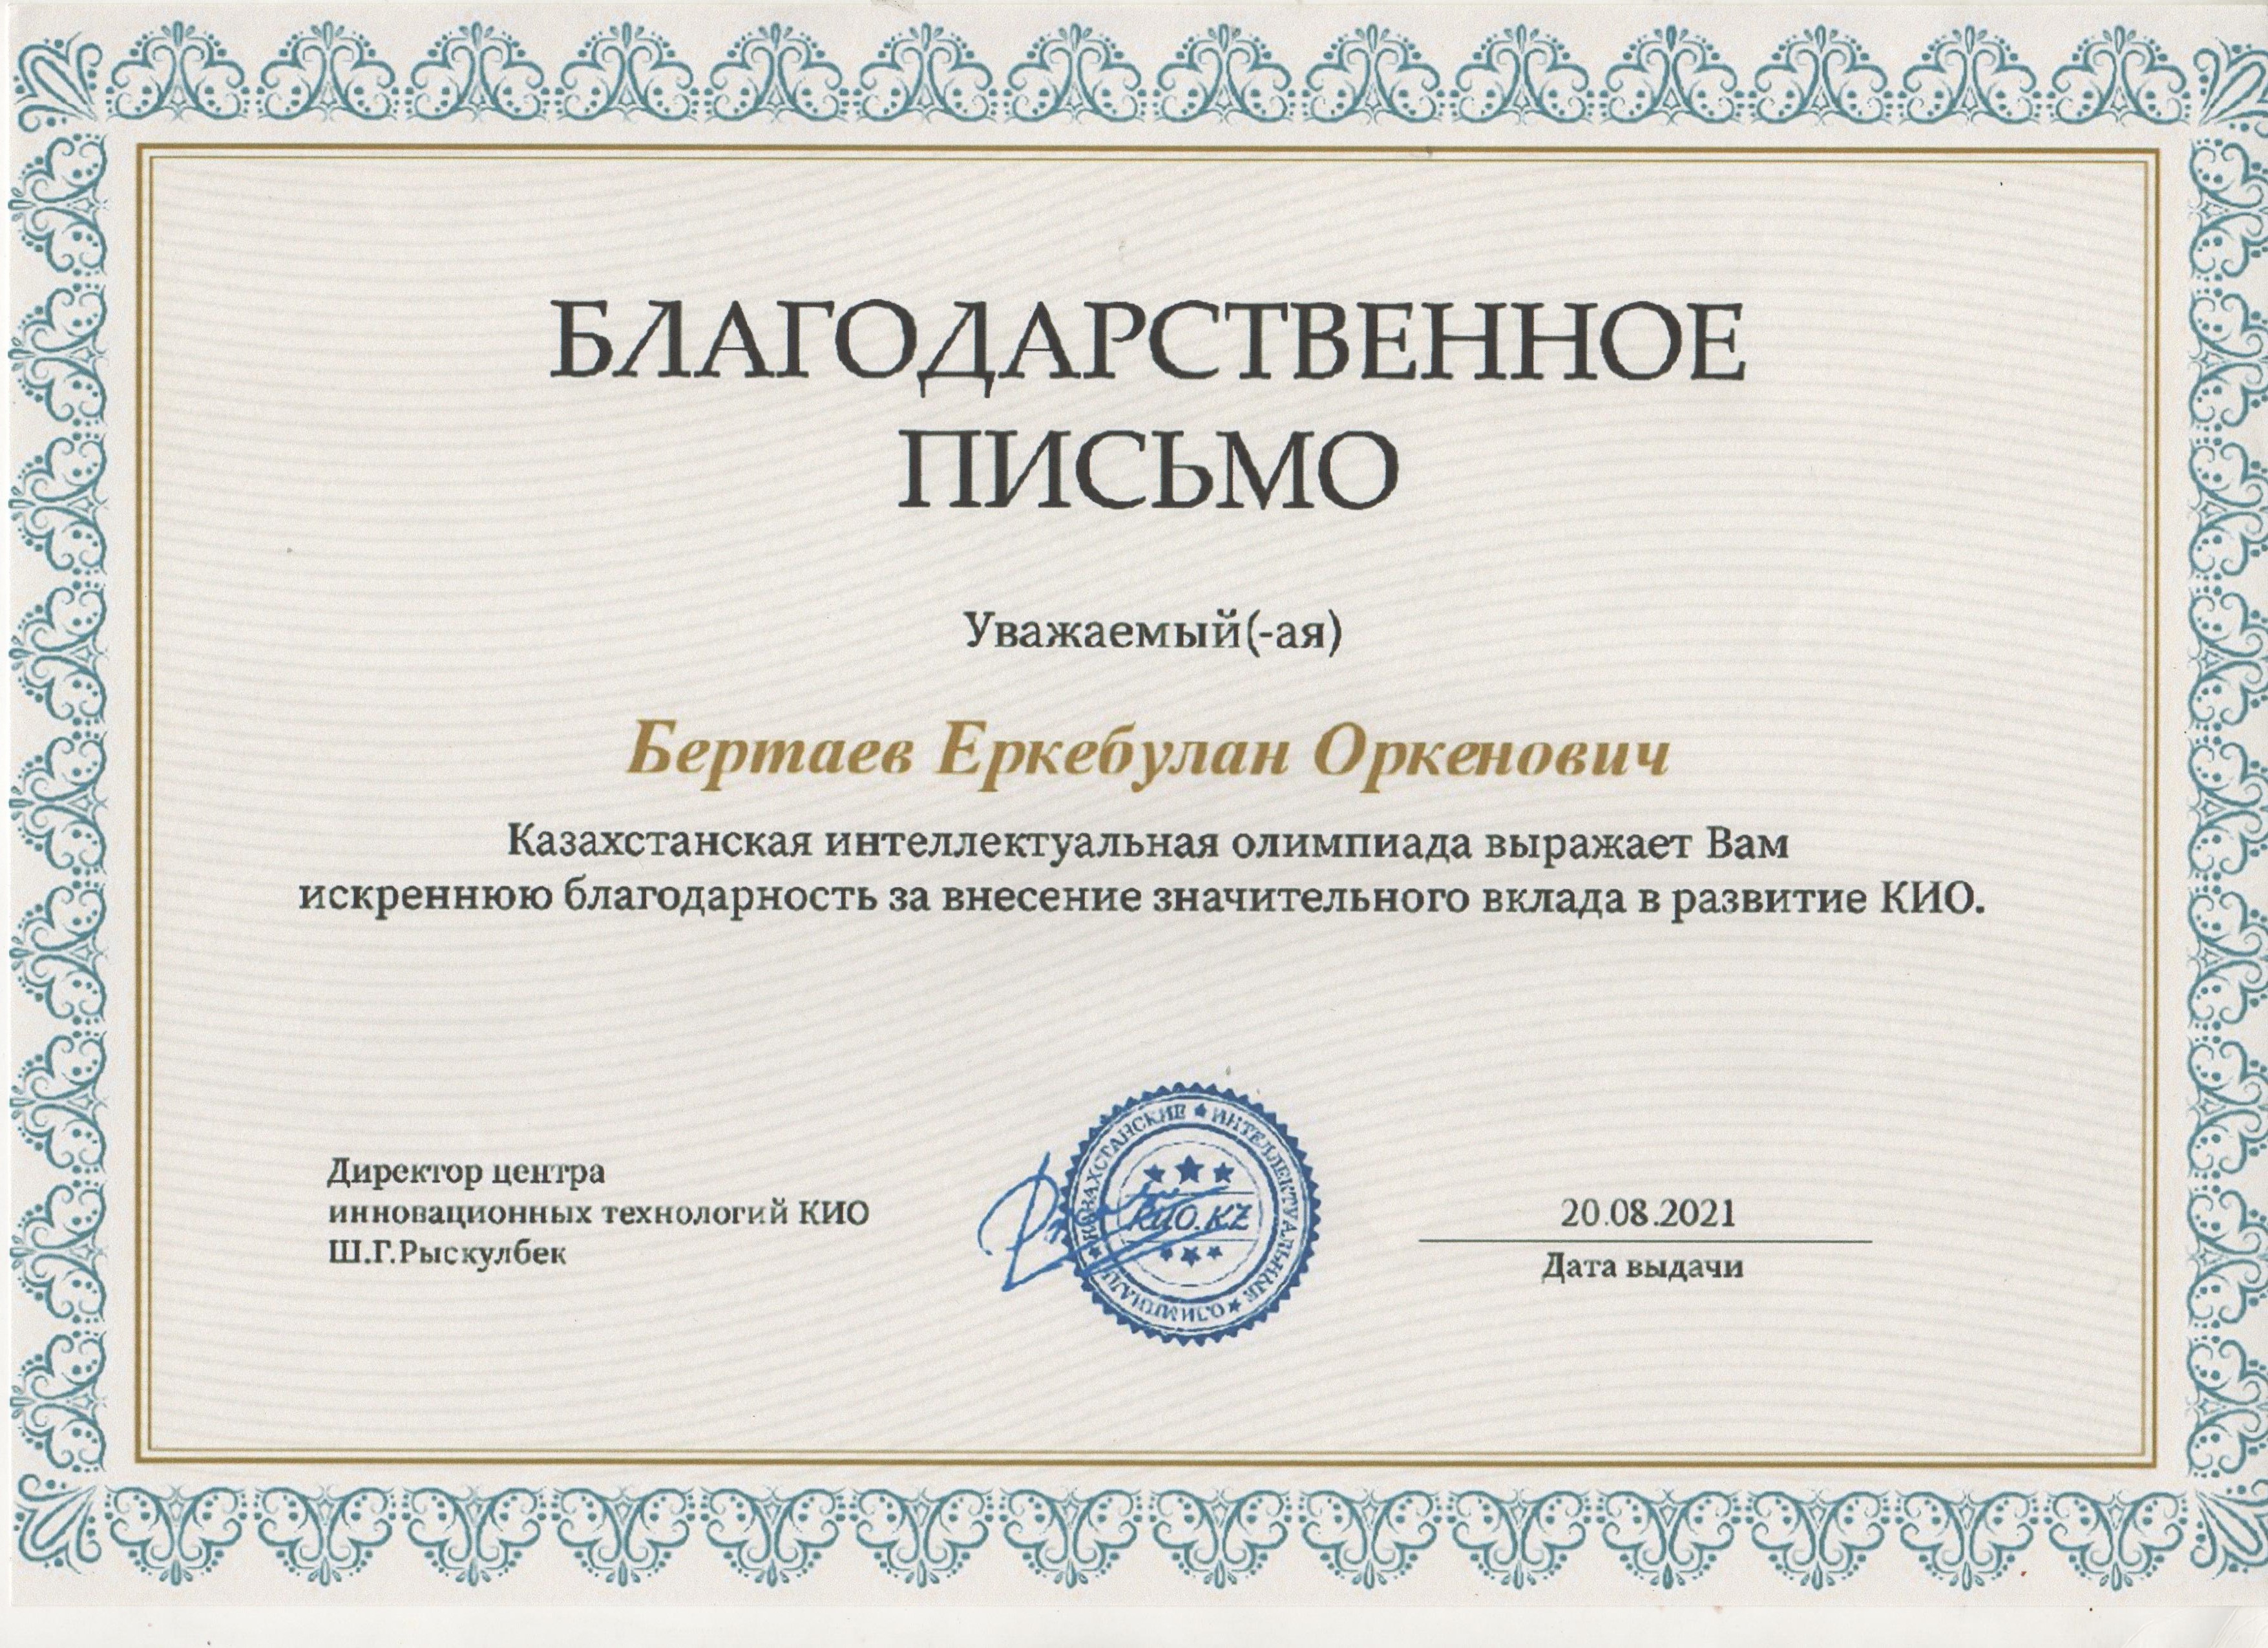 БЛАГОДАРСТВЕННОЕ
ПИСЬМО
Уважаемый(-ая)
Бертаев Еркебулан Оркенович
Казахстанская интеллектуальная олимпиада выражает Вам
искреннюю благодарность за внесение значительного вклада в развитие КИО.
Директор центра
инновационных технологий КИО
Ш.Г.Рыскулбек
КАЗАХСТАНСКИЕ ★ ИНТЕЛЛЕКТУАЛЬНЫЕ ★ ОЛИМПИАДЫ ★
КИО.KZ
20.08.2021
Дата выдачи